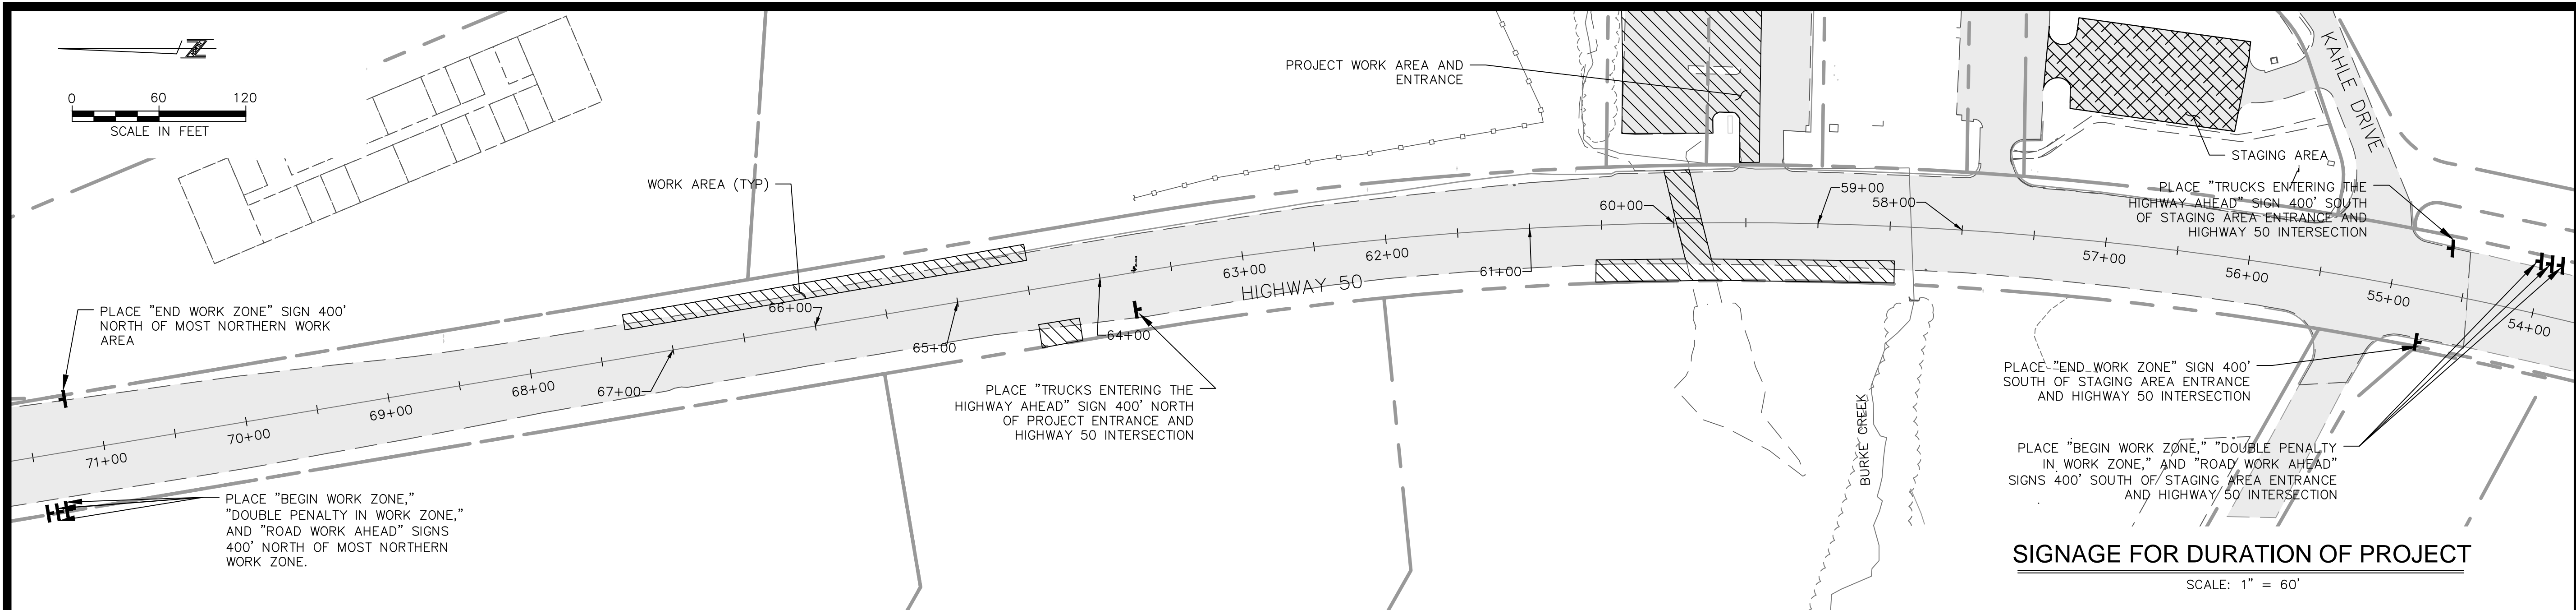 0 60 120
SCALE IN FEET
PROJECT WORK AREA AND
ENTRANCE
KAHLE DRIVE
WORK AREA (TYP)
STAGING AREA
PLACE "TRUCKS ENTERING THE
HIGHWAY AHEAD" SIGN 400' SOUTH
OF STAGING AREA ENTRANCE AND
HIGHWAY 50 INTERSECTION
PLACE "END WORK ZONE" SIGN 400'
NORTH OF MOST NORTHERN WORK
AREA
71+00
70+00
69+00
68+00
67+00
66+00
65+00
64+00
63+00
62+00
61+00
60+00
59+00
58+00
57+00
56+00
55+00
54+00
HIGHWAY 50
PLACE "TRUCKS ENTERING THE
HIGHWAY AHEAD" SIGN 400' NORTH
OF PROJECT ENTRANCE AND
HIGHWAY 50 INTERSECTION
BURKE CREEK
PLACE "END WORK ZONE" SIGN 400'
SOUTH OF STAGING AREA ENTRANCE
AND HIGHWAY 50 INTERSECTION
PLACE "BEGIN WORK ZONE," "DOUBLE PENALTY
IN WORK ZONE," AND "ROAD WORK AHEAD"
SIGNS 400' SOUTH OF STAGING AREA ENTRANCE
AND HIGHWAY 50 INTERSECTION
PLACE "BEGIN WORK ZONE,"
"DOUBLE PENALTY IN WORK ZONE,"
AND "ROAD WORK AHEAD" SIGNS
400' NORTH OF MOST NORTHERN
WORK ZONE.
SIGNAGE FOR DURATION OF PROJECT
SCALE: 1" = 60'